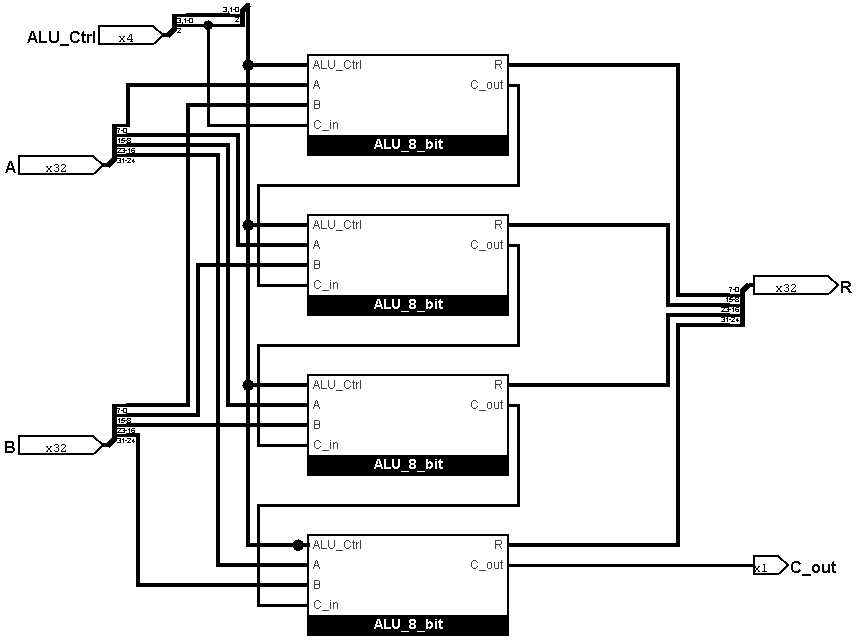 ALU_Ctrl
x4
3,1-0
2
3,1-0
2
ALU_Ctrl
R
A
C_out
B
C_in
ALU_8_bit
A
x32
7-0
15-8
23-16
31-24
ALU_Ctrl
R
A
C_out
B
C_in
ALU_8_bit
7-0
15-8
23-16
31-24
x32
R
ALU_Ctrl
R
A
C_out
B
C_in
ALU_8_bit
B
x32
7-0
15-8
23-16
31-24
ALU_Ctrl
R
A
C_out
B
C_in
ALU_8_bit
x1
C_out